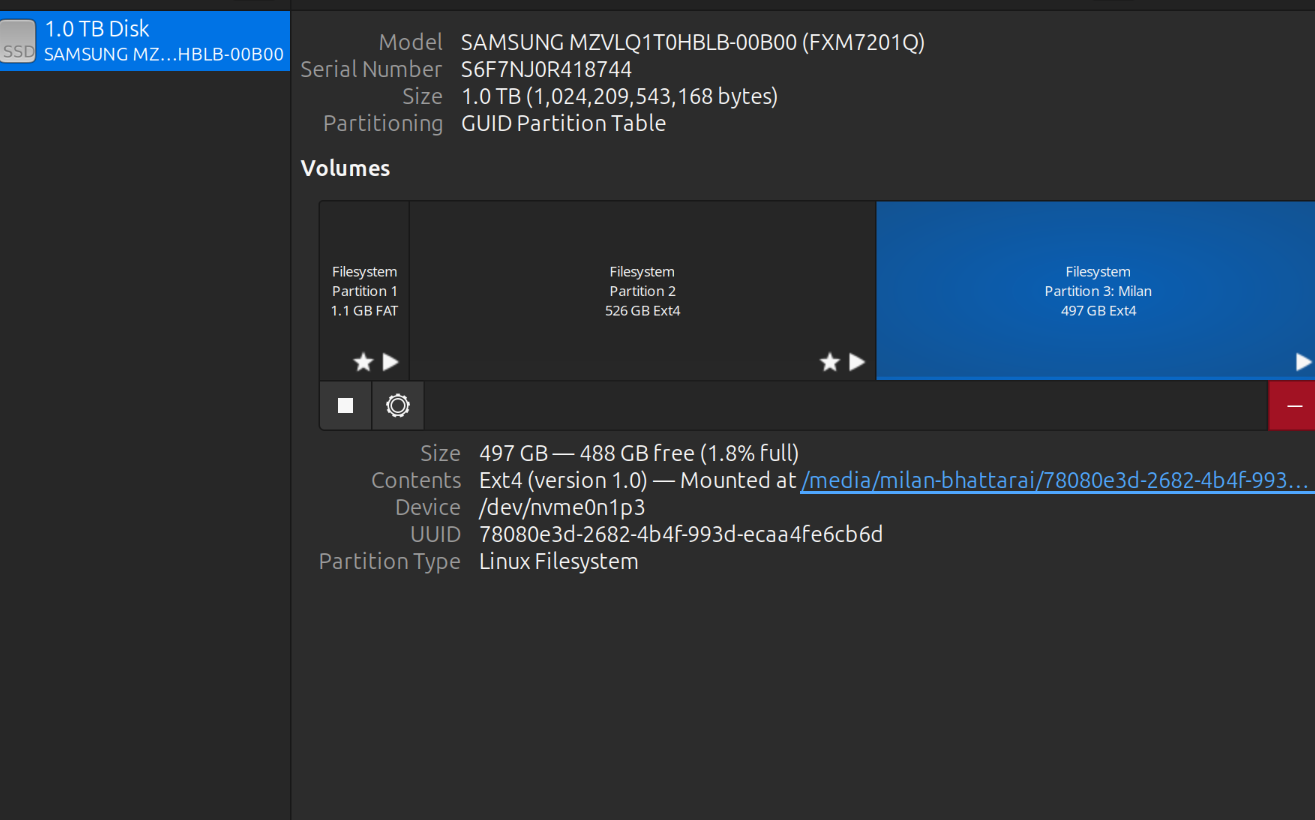 1.0 TB Disk
SSD
SAMSUNG MZ...HBLB-00B00
Model SAMSUNG MZVLQ1T0HBLB-00B00 (FXM7201Q)
Serial Number S6F7NJ0R418744
Size 1.0 TB (1,024,209,543,168 bytes)
Partitioning GUID Partition Table
Volumes
Filesystem
Partition 1
1.1 GB FAT
Filesystem
Partition 2
526 GB Ext4
Filesystem
Partition 3: Milan
497 GB Ext4
Size 497 GB — 488 GB free (1.8% full)
Contents Ext4 (version 1.0) — Mounted at /media/milan-bhattarai/78080e3d-2682-4b4f-993...
Device /dev/nvme0n1p3
UUID 78080e3d-2682-4b4f-993d-ecaa4fe6cb6d
Partition Type Linux Filesystem